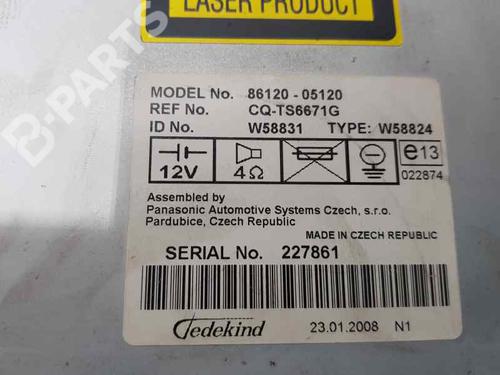 LASER PRODUCT
MODEL No. 86120 - 05120
REF No. CQ-TS6671G
ID No. W58831 TYPE: W58824
12V 4Ω e13
022874
Assembled by
Panasonic Automotive Systems Czech, s.r.o.
Pardubice, Czech Republic
MADE IN CZECH REPUBLIC
SERIAL No. 227861
Tedekind 23.01.2008 N1
B-PARTS